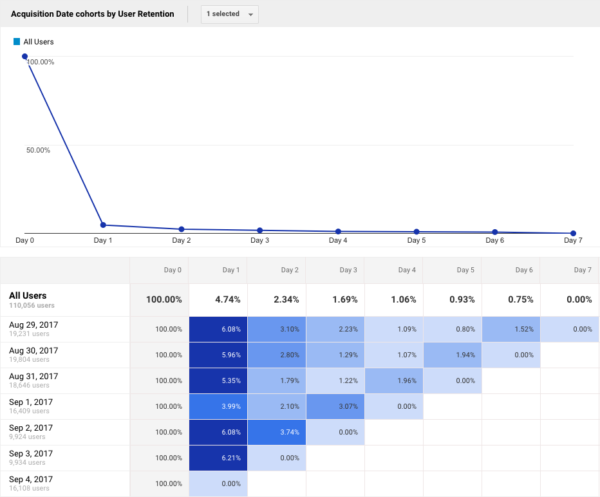 Acquisition Date cohorts by User Retention 1 selected
All Users
100.00%
50.00%
Day 0 Day 1 Day 2 Day 3 Day 4 Day 5 Day 6 Day 7
Day 0 Day 1 Day 2 Day 3 Day 4 Day 5 Day 6 Day 7
All Users 100.00% 4.74% 2.34% 1.69% 1.06% 0.93% 0.75% 0.00%
110,056 users
Aug 29, 2017 100.00% 6.08% 3.10% 2.23% 1.09% 0.80% 1.52% 0.00%
19,231 users
Aug 30, 2017 100.00% 5.96% 2.80% 1.29% 1.07% 1.94% 0.00%
19,804 users
Aug 31, 2017 100.00% 5.35% 1.79% 1.22% 1.96% 0.00%
18,646 users
Sep 1, 2017 100.00% 3.99% 2.10% 3.07% 0.00%
16,409 users
Sep 2, 2017 100.00% 6.08% 3.74% 0.00%
9,924 users
Sep 3, 2017 100.00% 6.21% 0.00%
9,934 users
Sep 4, 2017 100.00% 0.00%
16,108 users